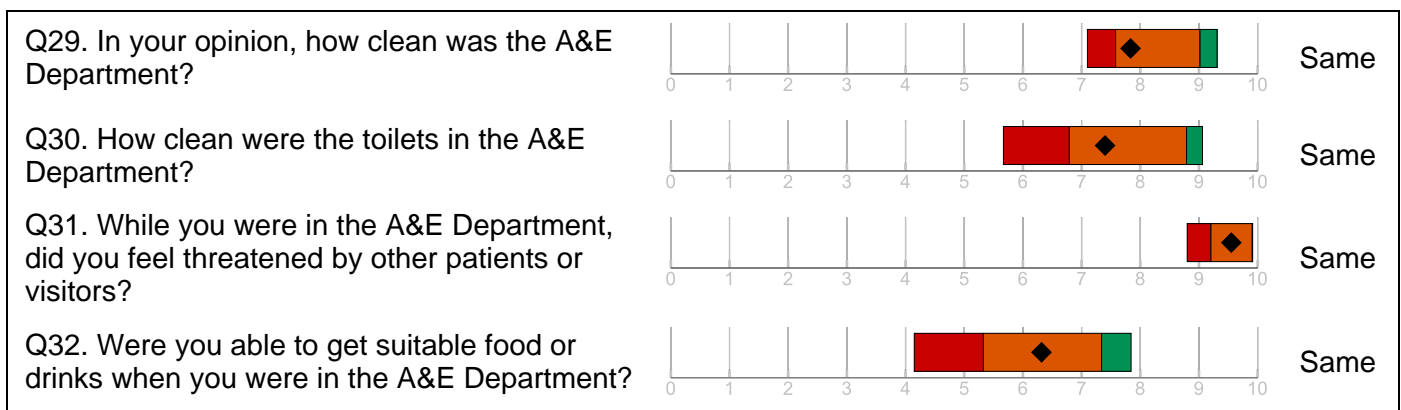 Q29. In your opinion, how clean was the A&E
Department?
Same
0 1 2 3 4 5 6 7 8 9 10
Q30. How clean were the toilets in the A&E
Department?
Same
0 1 2 3 4 5 6 7 8 9 10
Q31. While you were in the A&E Department,
did you feel threatened by other patients or
visitors?
Same
0 1 2 3 4 5 6 7 8 9 10
Q32. Were you able to get suitable food or
drinks when you were in the A&E Department?
Same
0 1 2 3 4 5 6 7 8 9 10